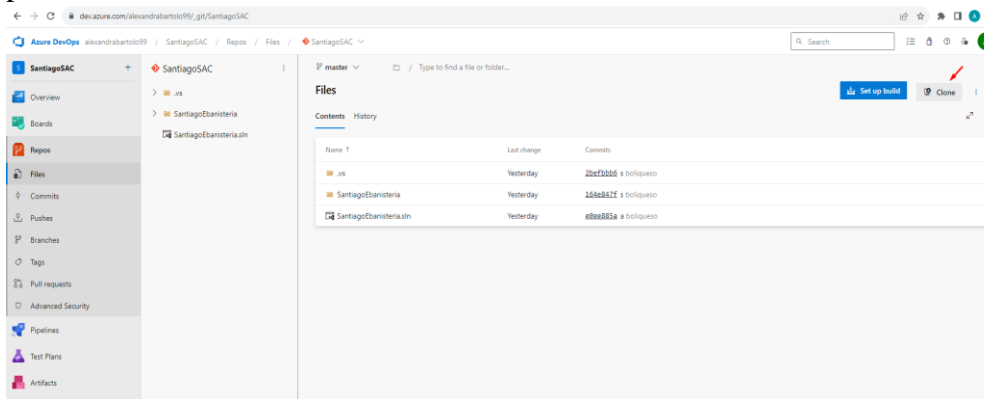 dev.azure.com/alexandrabartolo99/_git/SantiagoSAC
Azure DevOps alexandrabartolo99 / SantiagoSAC / Repos / Files / SantiagoSAC
Search
S SantiagoSAC +
Overview
Boards
Repos
Files
Commits
Pushes
Branches
Tags
Pull requests
Advanced Security
Pipelines
Test Plans
Artifacts
SantiagoSAC
.vs
SantiagoEbanisteria
SantiagoEbanisteria.sln
master / Type to find a file or folder...
Files
Set up build
Clone
Contents History
Name ↑ Last change Commits
.vs Yesterday 2befbbb6 s boliqueso
SantiagoEbanisteria Yesterday 164e847f s boliqueso
SantiagoEbanisteria.sln Yesterday e0ee885a a boliqueso